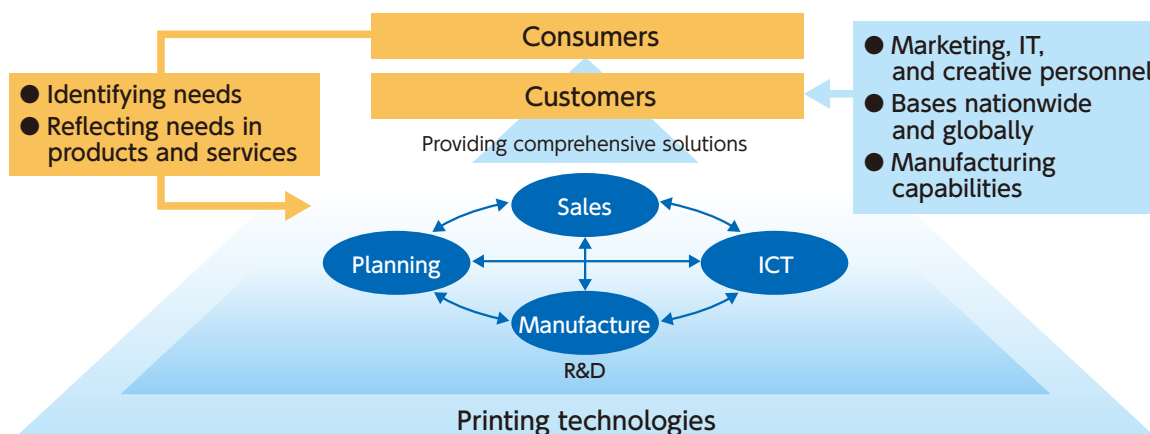 Consumers
Customers
Providing comprehensive solutions
● Identifying needs
● Reflecting needs in
products and services
● Marketing, IT,
and creative personnel
● Bases nationwide
and globally
● Manufacturing
capabilities
Sales
Planning
ICT
Manufacture
R&D
Printing technologies